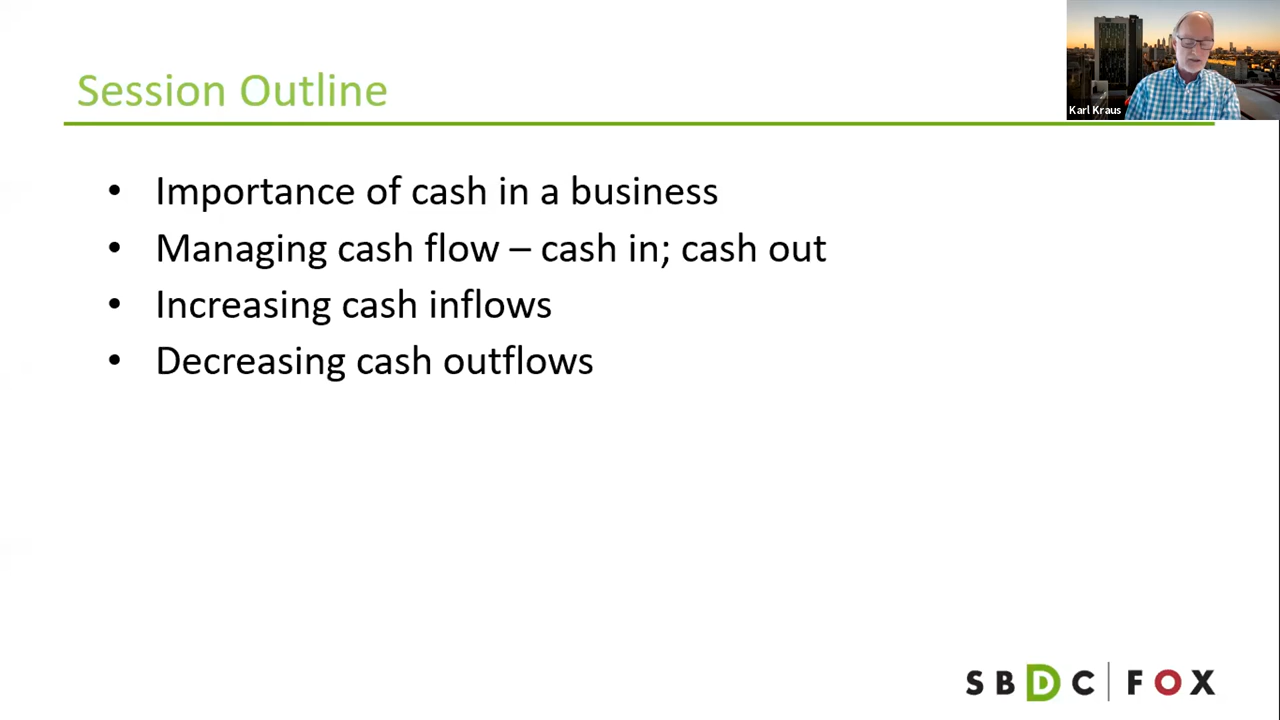 Session Outline
Karl Kraus
• Importance of cash in a business
• Managing cash flow – cash in; cash out
• Increasing cash inflows
• Decreasing cash outflows
SBDC | FOX